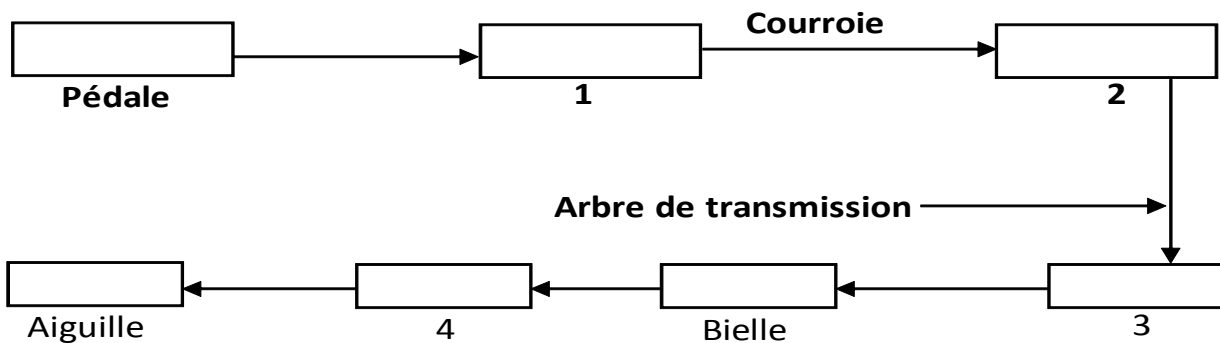 Courroie
Pédale
1
2
Arbre de transmission
Aiguille
4
Bielle
3